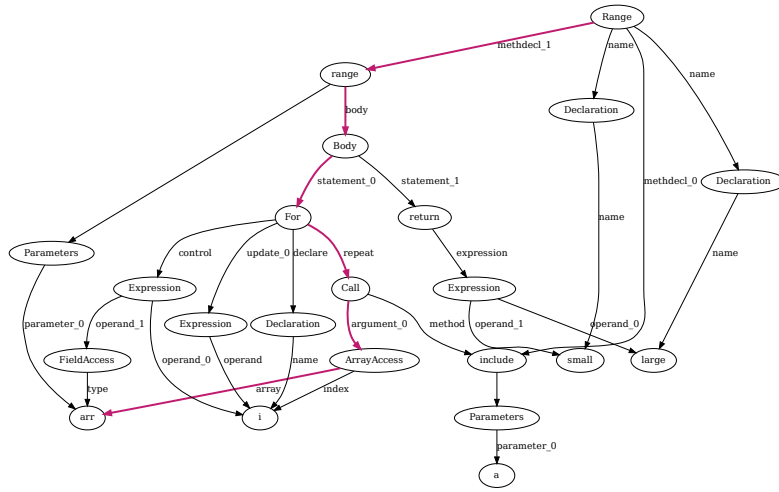 Range
methdecl_1
name
name
range
body
Declaration
Body
Declaration
methdecl_0
statement_0
statement_1
name
For
return
Parameters
control
update_0
declare
repeat
expression
name
Expression
Expression
Declaration
Call
Expression
parameter_0
operand_1
operand_0
operand
name
argument_0
method
operand_1
operand_0
FieldAccess
ArrayAccess
include
small
large
type
array
index
arr
i
Parameters
parameter_0
a